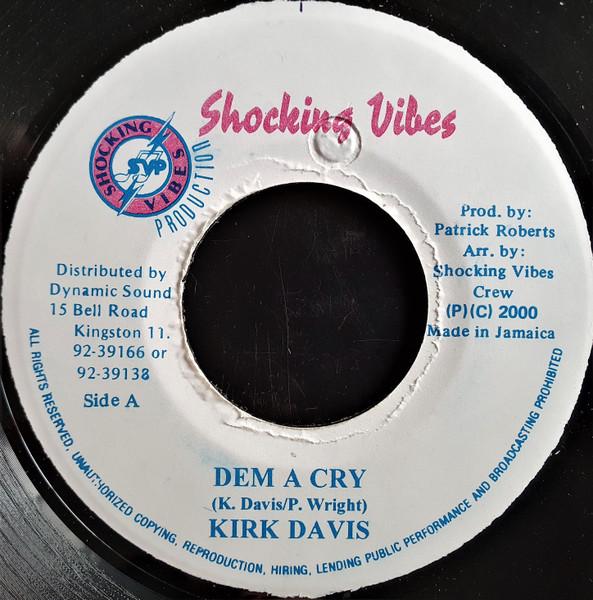 Shocking Vibes
SHOCKING
VIBES
SVP
PRODUCTION
Prod. by:
Patrick Roberts
Arr. by:
Shocking Vibes
Crew
(P)(C) 2000
Made in Jamaica
Distributed by
Dynamic Sound
15 Bell Road
Kingston 11.
92-39166 or
92-39138
Side A
DEM A CRY
(K. Davis/P. Wright)
KIRK DAVIS
ALL RIGHTS RESERVED, UNAUTHORIZED COPYING, REPRODUCTION, HIRING, LENDING PUBLIC PERFORMANCE AND BROADCASTING PROHIBITED